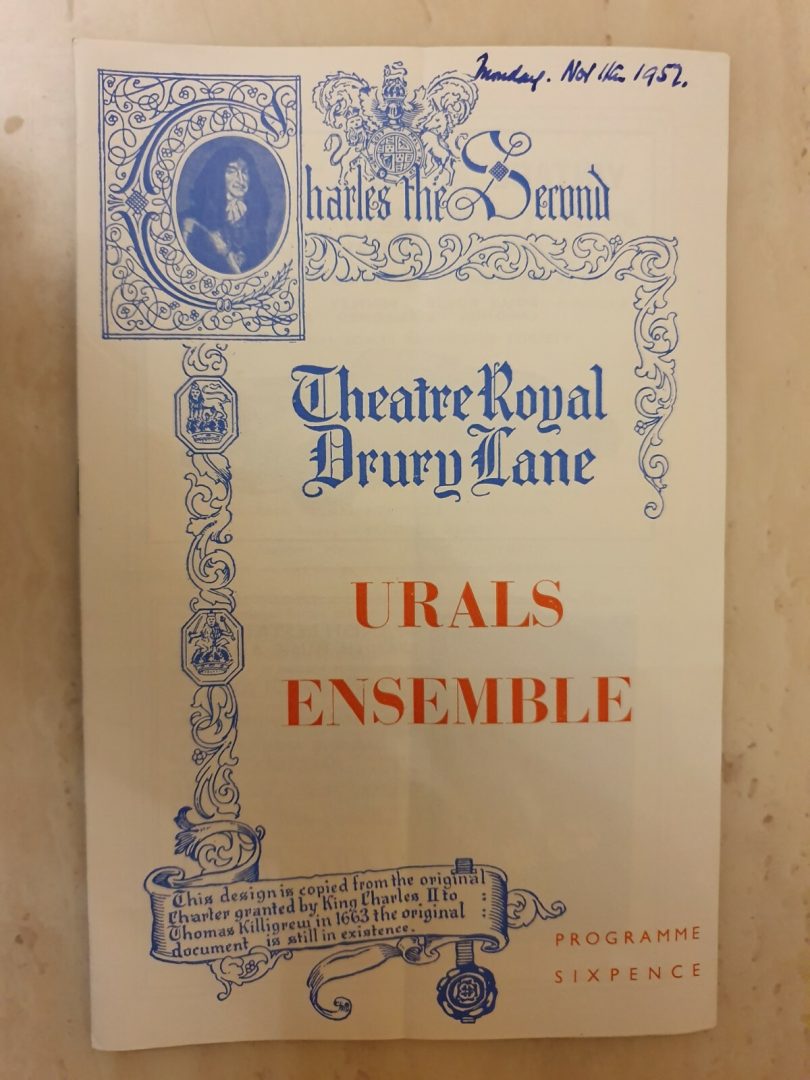 Monday. Nov 11th 1957.
Charles the Second
Theatre Royal
Drury Lane
URALS
ENSEMBLE
This design is copied from the original
Charter granted by King Charles II to
Thomas Killigrew in 1663 the original
document is still in existence.
PROGRAMME
SIXPENCE